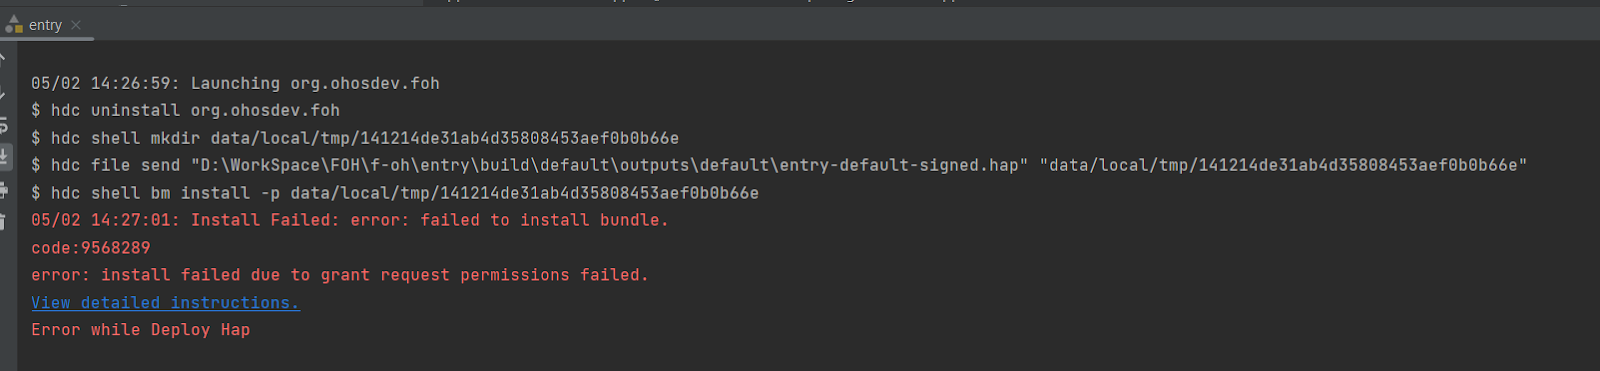 entry
05/02 14:26:59: Launching org.ohosdev.foh
$ hdc uninstall org.ohosdev.foh
$ hdc shell mkdir data/local/tmp/141214de31ab4d35808453aef0b0b66e
$ hdc file send "D:\WorkSpace\FOH\f-oh\entry\build\default\outputs\default\entry-default-signed.hap" "data/local/tmp/141214de31ab4d35808453aef0b0b66e"
$ hdc shell bm install -p data/local/tmp/141214de31ab4d35808453aef0b0b66e
05/02 14:27:01: Install Failed: error: failed to install bundle.
code:9568289
error: install failed due to grant request permissions failed.
View detailed instructions.
Error while Deploy Hap